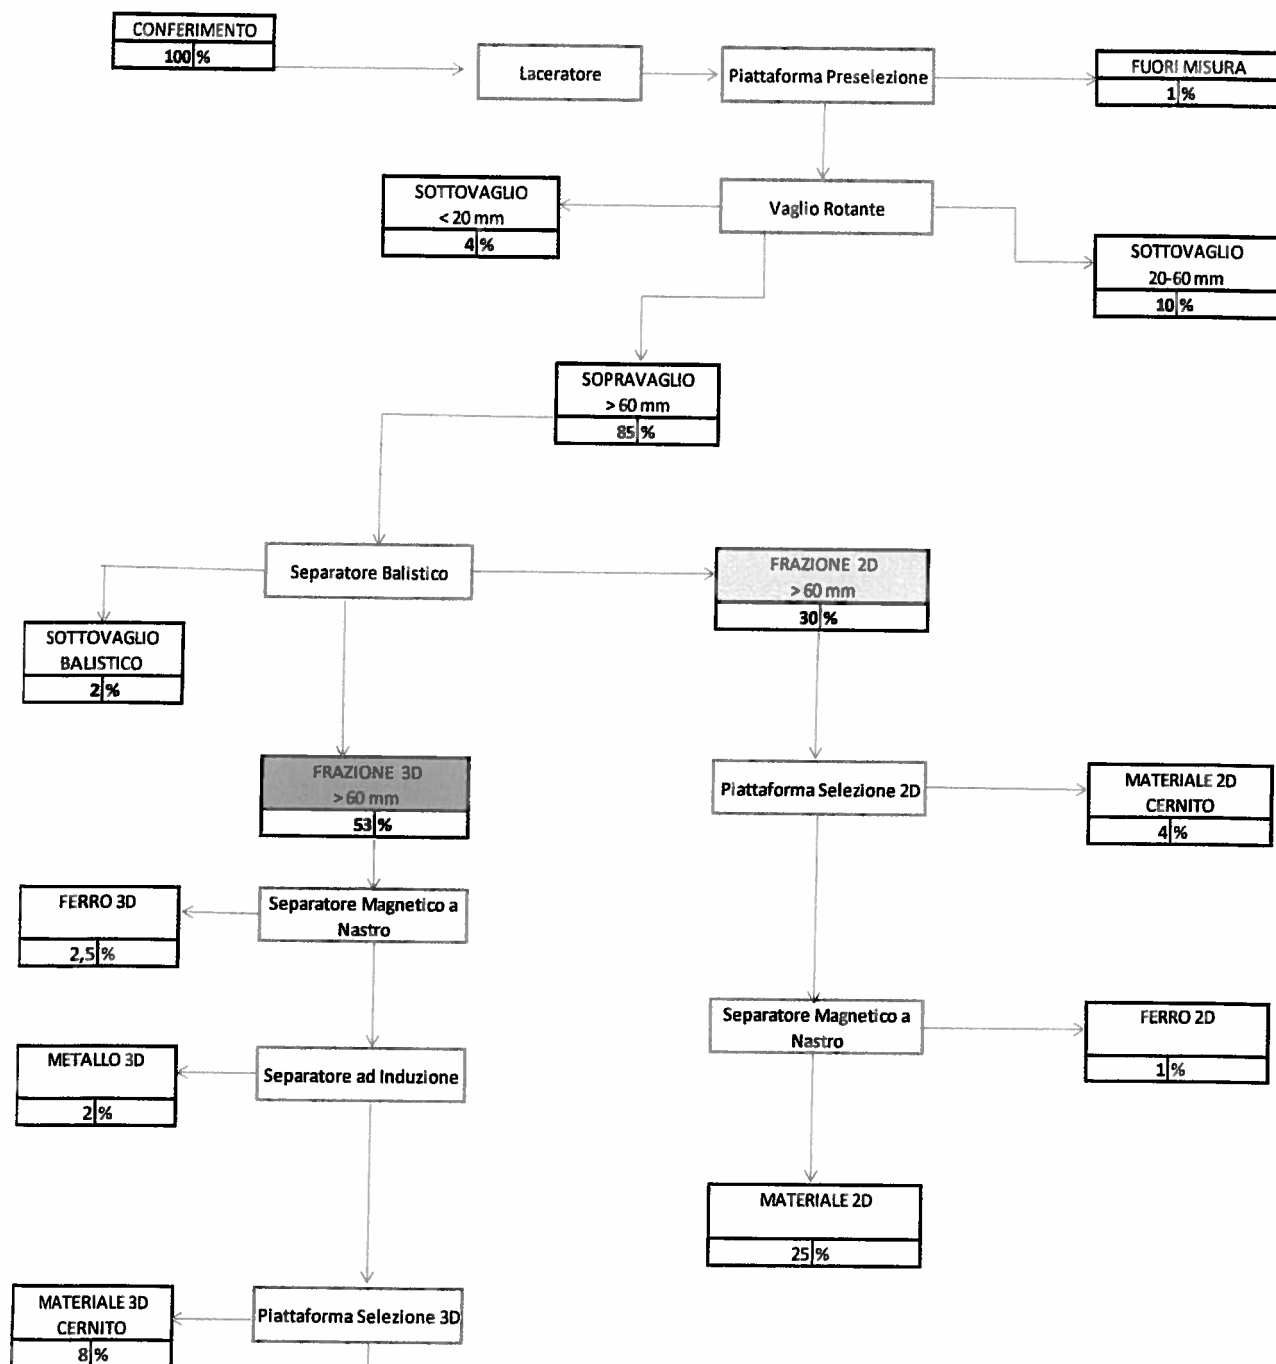 CONFERIMENTO
100 %
Laceratore
Piattaforma Preselezione
FUORI MISURA
1 %
SOTTOVAGLIO
< 20 mm
4 %
Vaglio Rotante
SOTTOVAGLIO
20-60 mm
10 %
SOPRAVAGLIO
> 60 mm
85 %
Separatore Balistico
FRAZIONE 2D
> 60 mm
30 %
SOTTOVAGLIO
BALISTICO
2 %
FRAZIONE 3D
> 60 mm
53 %
Piattaforma Selezione 2D
MATERIALE 2D
CERNITO
4 %
FERRO 3D
2,5 %
Separatore Magnetico a
Nastro
Separatore Magnetico a
Nastro
FERRO 2D
1 %
METALLO 3D
2 %
Separatore ad Induzione
MATERIALE 2D
25 %
MATERIALE 3D
CERNITO
8 %
Piattaforma Selezione 3D